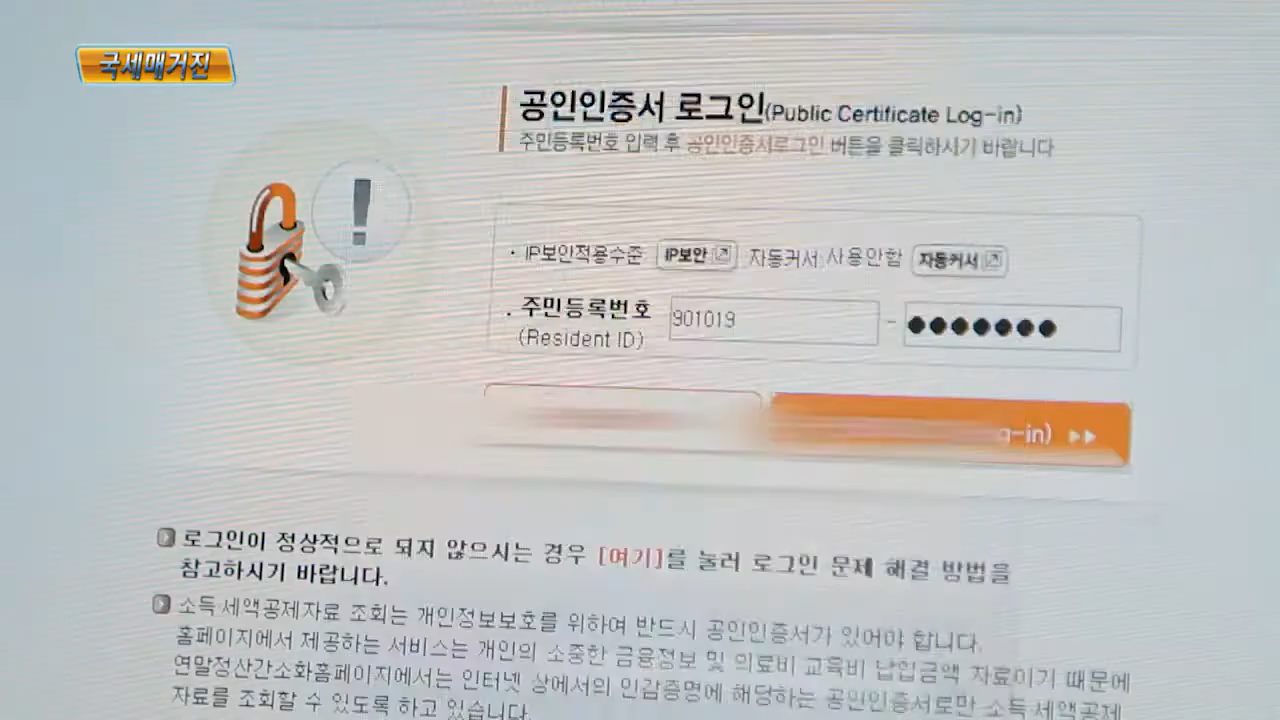 국세매거진
공인인증서 로그인(Public Certificate Log-in)
주민등록번호 입력 후 공인인증서로그인 버튼을 클릭하시기 바랍니다
· IP보안적용수준 IP보안 자동커서 사용안함 자동커서
. 주민등록번호 901019 - ●●●●●●●
(Resident ID)
g-in)
로그인이 정상적으로 되지 않으시는 경우 [여기]를 눌러 로그인 문제 해결 방법을
참고하시기 바랍니다.
소득세액공제자료 조회는 개인정보보호를 위하여 반드시 공인인증서가 있어야 합니다.
홈페이지에서 제공하는 서비스는 개인의 소중한 금융정보 및 의료비 교육비 납입금액 자료이기 때문에
연말정산간소화홈페이지에서는 인터넷 상에서의 인감증명에 해당하는 공인인증서로만 소득세액공제
자료를 조회할 수 있도록 하고 있습니다.